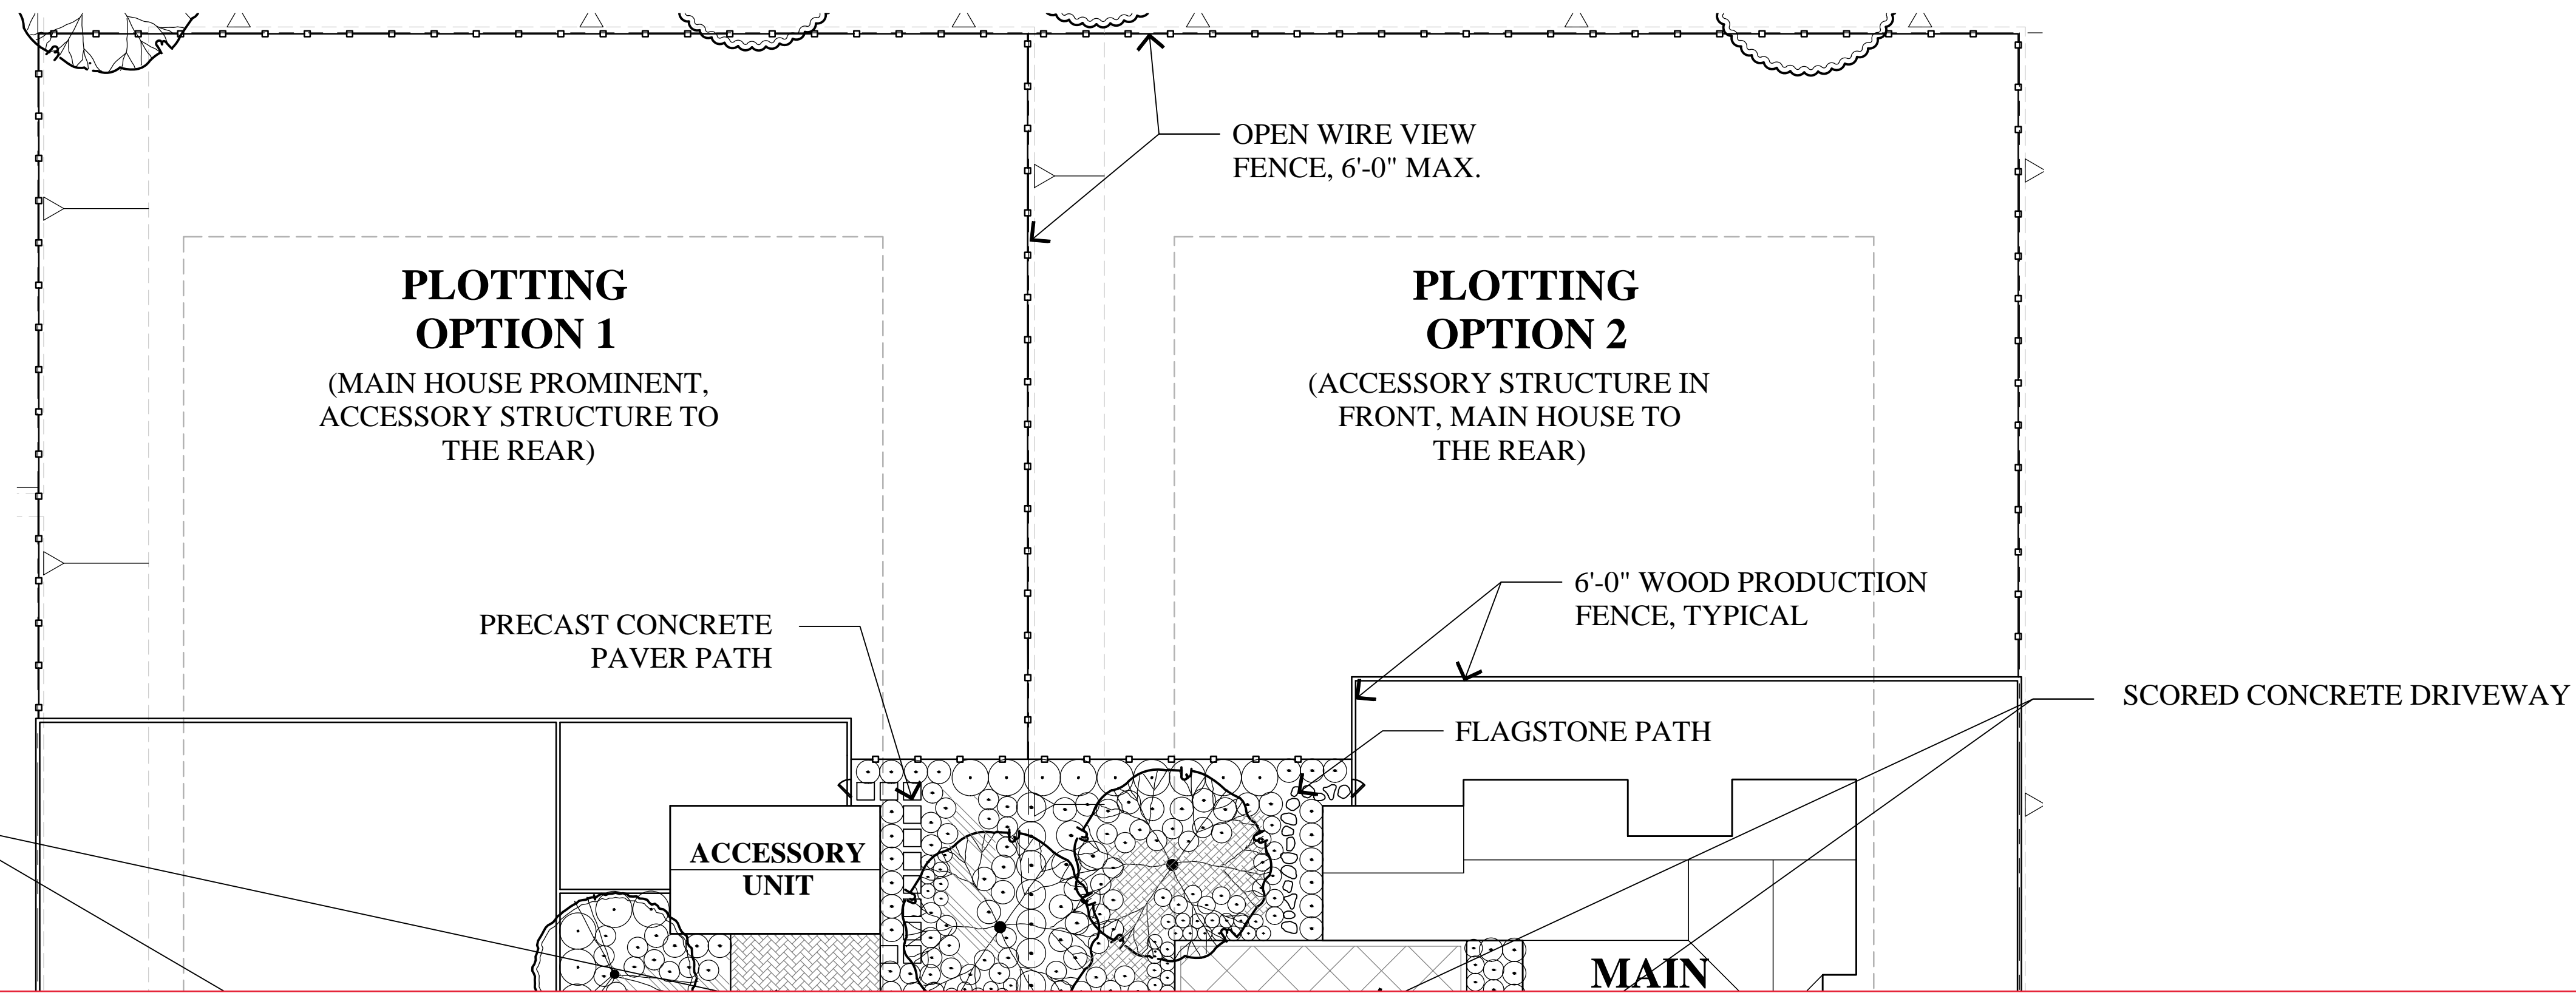 OPEN WIRE VIEW
FENCE, 6'-0" MAX.
PLOTTING
OPTION 1
(MAIN HOUSE PROMINENT,
ACCESSORY STRUCTURE TO
THE REAR)
PLOTTING
OPTION 2
(ACCESSORY STRUCTURE IN
FRONT, MAIN HOUSE TO
THE REAR)
6'-0" WOOD PRODUCTION
FENCE, TYPICAL
PRECAST CONCRETE
PAVER PATH
SCORED CONCRETE DRIVEWAY
FLAGSTONE PATH
ACCESSORY
UNIT
MAIN